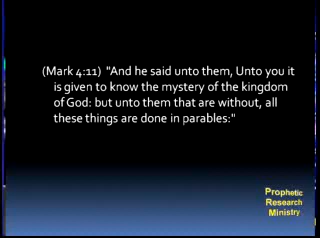 (Mark 4:11) "And he said unto them, Unto you it
is given to know the mystery of the kingdom
of God: but unto them that are without, all
these things are done in parables:"
Prophetic
Research
Ministry